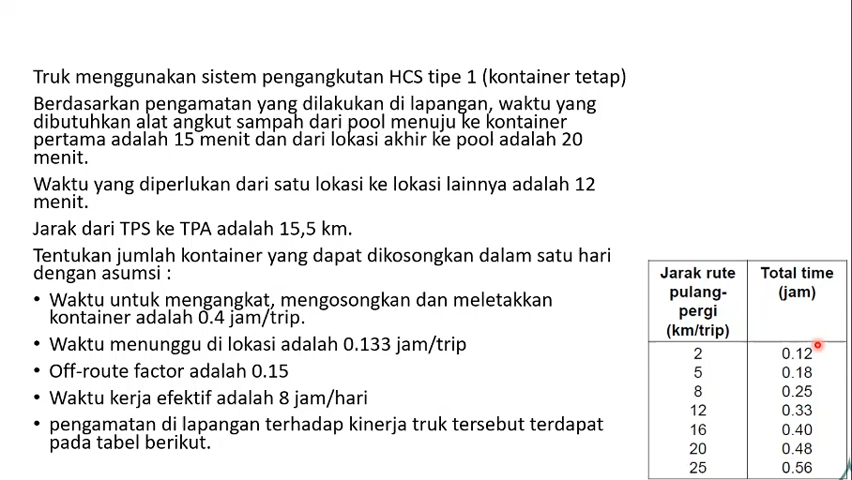 Truk menggunakan sistem pengangkutan HCS tipe 1 (kontainer tetap)
Berdasarkan pengamatan yang dilakukan di lapangan, waktu yang
dibutuhkan alat angkut sampah dari pool menuju ke kontainer
pertama adalah 15 menit dan dari lokasi akhir ke pool adalah 20
menit.
Waktu yang diperlukan dari satu lokasi ke lokasi lainnya adalah 12
menit.
Jarak dari TPS ke TPA adalah 15,5 km.
Tentukan jumlah kontainer yang dapat dikosongkan dalam satu hari
dengan asumsi :
• Waktu untuk mengangkat, mengosongkan dan meletakkan
kontainer adalah 0.4 jam/trip.
• Waktu menunggu di lokasi adalah 0.133 jam/trip
• Off-route factor adalah 0.15
• Waktu kerja efektif adalah 8 jam/hari
• pengamatan di lapangan terhadap kinerja truk tersebut terdapat
pada tabel berikut.
Jarak rute Total time
pulang- (jam)
pergi
(km/trip)
2 0.12
5 0.18
8 0.25
12 0.33
16 0.40
20 0.48
25 0.56